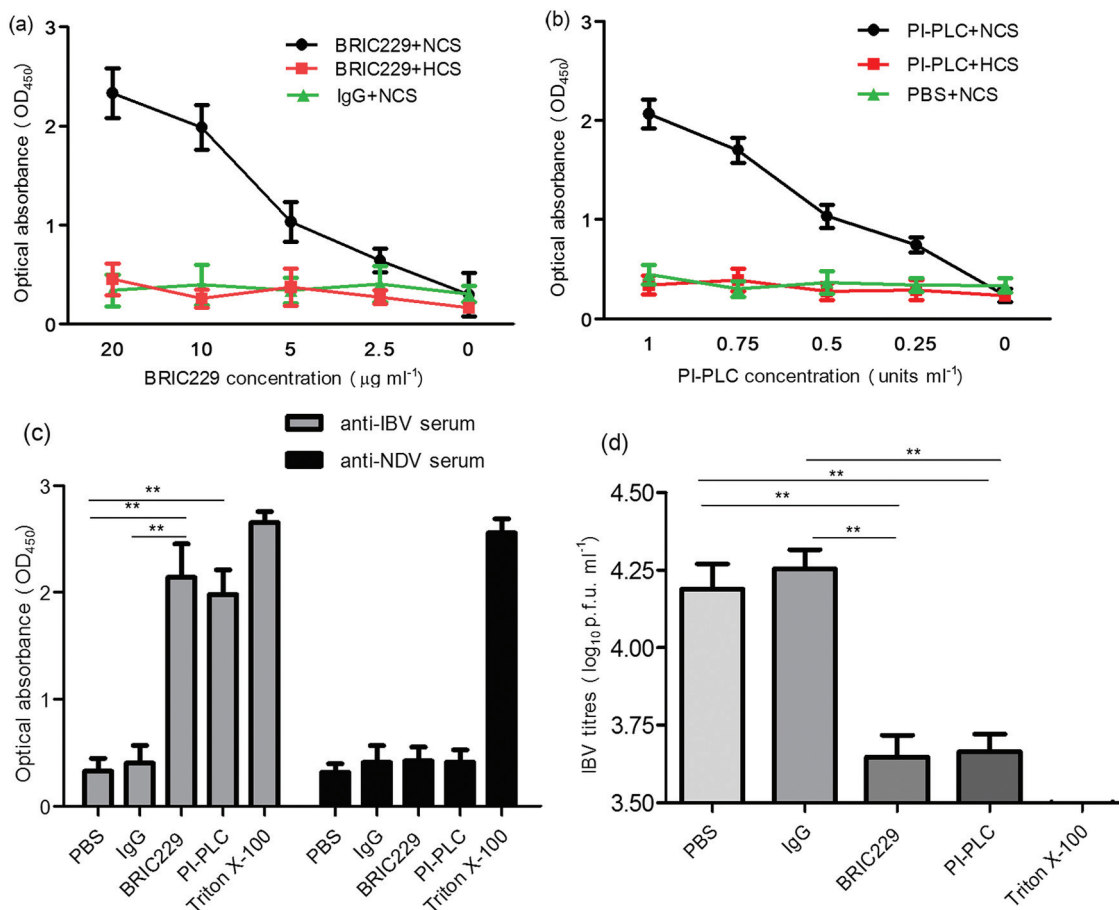 (a)
Optical absorbance ( OD450 )
3
2
1
0
BRIC229+NCS
BRIC229+HCS
IgG+NCS
20 10 5 2.5 0
BRIC229 concentration ( μg ml-1 )
(b)
Optical absorbance ( OD450 )
3
2
1
0
PI-PLC+NCS
PI-PLC+HCS
PBS+NCS
1 0.75 0.5 0.25 0
PI-PLC concentration ( units ml-1 )
(c)
anti-IBV serum
anti-NDV serum
Optical absorbance ( OD450 )
3
2
1
0
**
**
**
PBS
IgG
BRIC229
PI-PLC
Triton X-100
PBS
IgG
BRIC229
PI-PLC
Triton X-100
(d)
IBV titres ( log10 p.f.u. ml-1 )
4.50
4.25
4.00
3.75
3.50
**
**
**
**
PBS
IgG
BRIC229
PI-PLC
Triton X-100